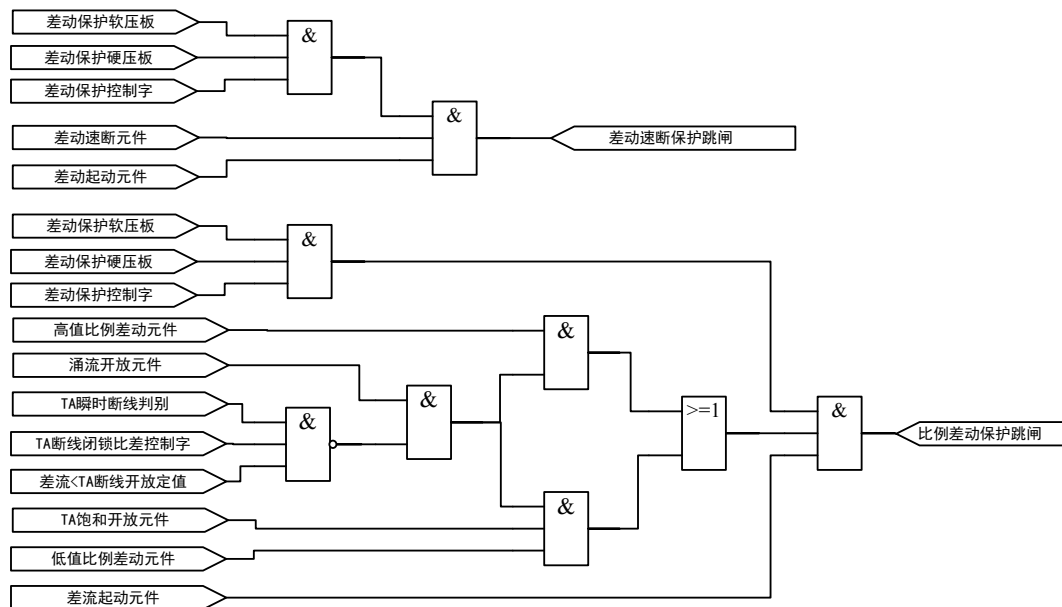 差动保护软压板
差动保护硬压板
差动保护控制字
&
差动速断元件
差动起动元件
&
差动速断保护跳闸
差动保护软压板
差动保护硬压板
差动保护控制字
&
高值比例差动元件
&
涌流开放元件
&
TA瞬时断线判别
TA断线闭锁比差控制字
差流<TA断线开放定值
&
>=1
&
比例差动保护跳闸
TA饱和开放元件
低值比例差动元件
&
差流起动元件